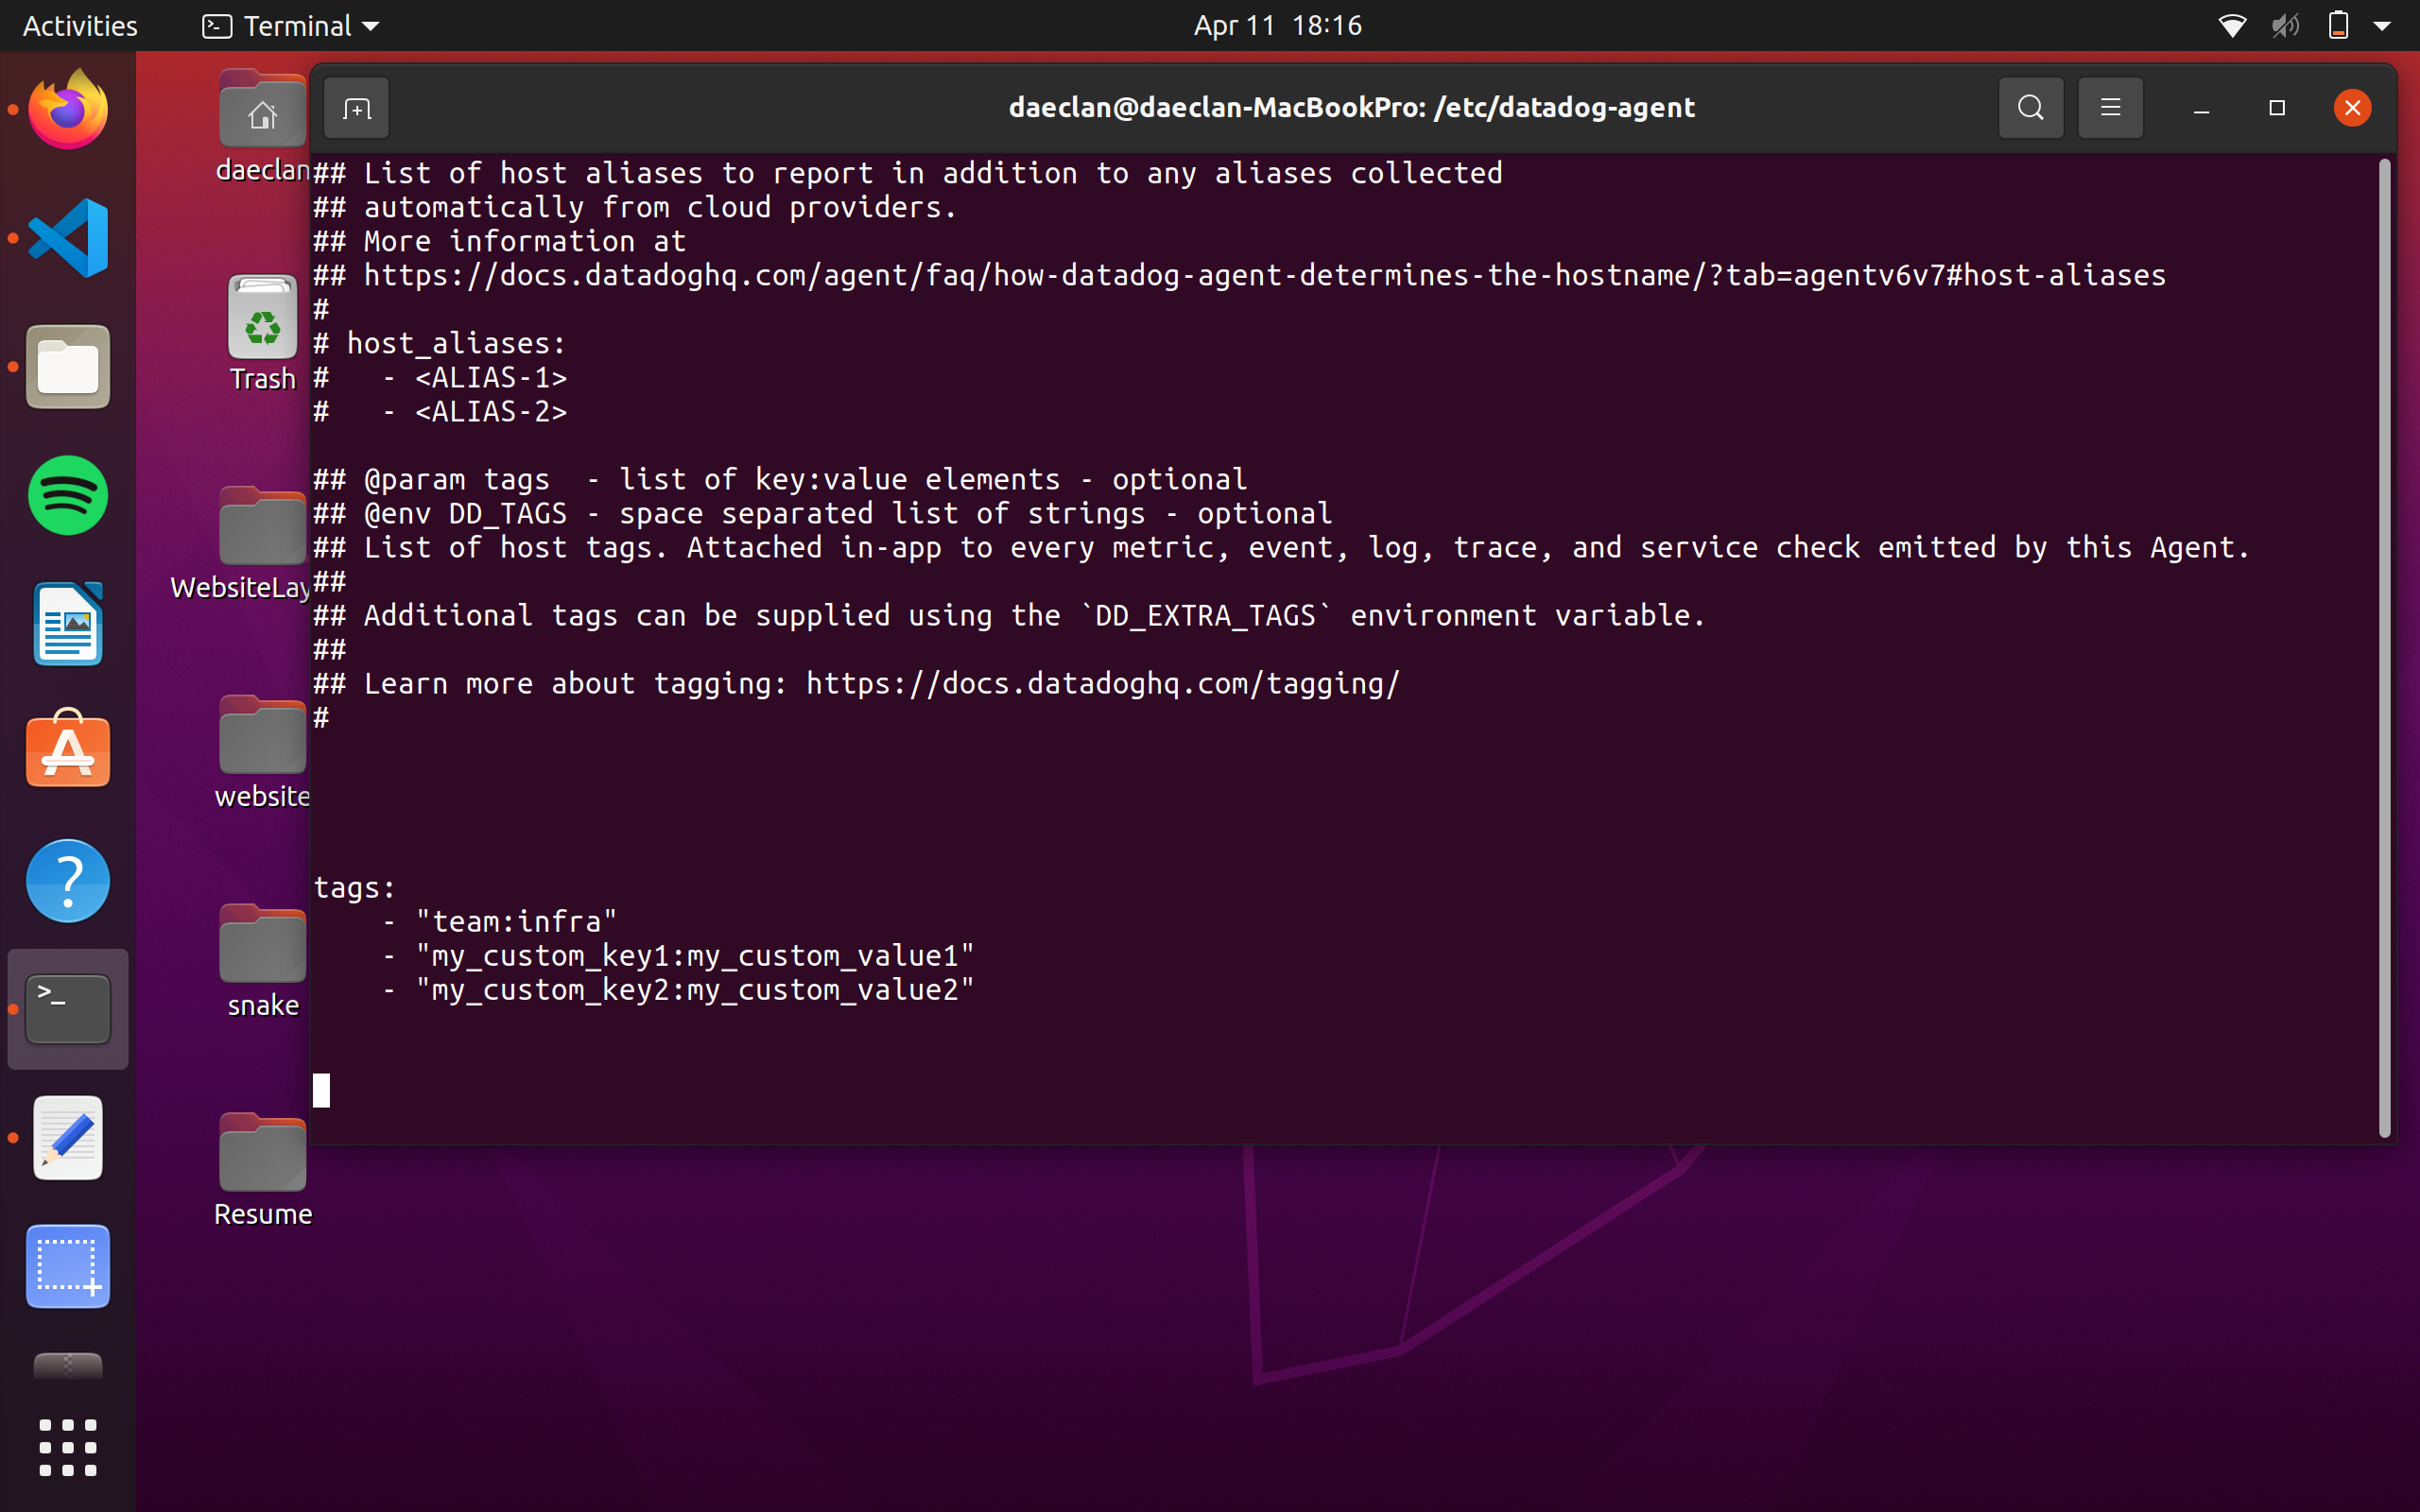 Activities
Terminal
Apr 11 18:16
daeclan@daeclan-MacBookPro: /etc/datadog-agent
daeclan
Trash
WebsiteLay
website
snake
Resume
## List of host aliases to report in addition to any aliases collected
## automatically from cloud providers.
## More information at
## https://docs.datadoghq.com/agent/faq/how-datadog-agent-determines-the-hostname/?tab=agentv6v7#host-aliases
#
# host_aliases:
#   - <ALIAS-1>
#   - <ALIAS-2>
## @param tags  - list of key:value elements - optional
## @env DD_TAGS - space separated list of strings - optional
## List of host tags. Attached in-app to every metric, event, log, trace, and service check emitted by this Agent.
##
## Additional tags can be supplied using the `DD_EXTRA_TAGS` environment variable.
##
## Learn more about tagging: https://docs.datadoghq.com/tagging/
#
tags:
    - "team:infra"
    - "my_custom_key1:my_custom_value1"
    - "my_custom_key2:my_custom_value2"